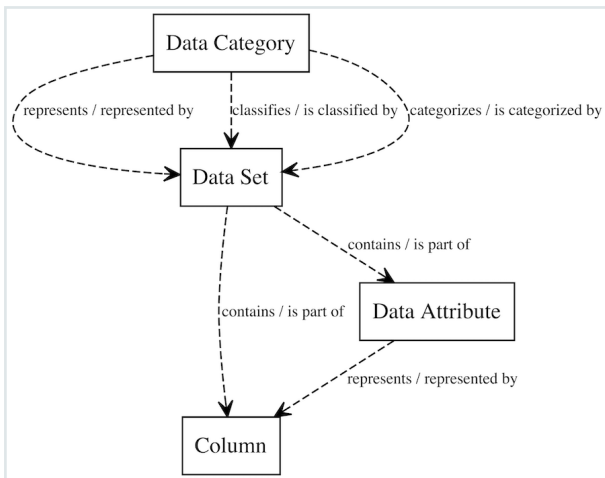 Data Category
represents / represented by
classifies / is classified by
categorizes / is categorized by
Data Set
contains / is part of
contains / is part of
Data Attribute
represents / represented by
Column